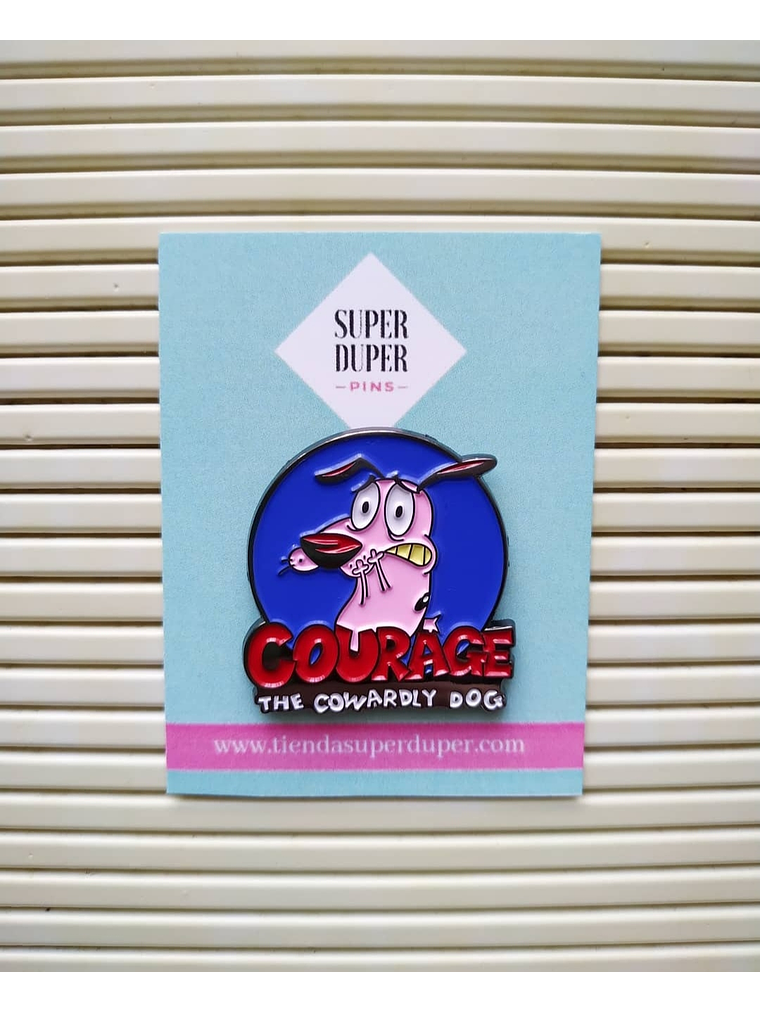 SUPER
DUPER
-PINS-
COURAGE
THE COWARDLY DOG
www.tiendasuperduper.com